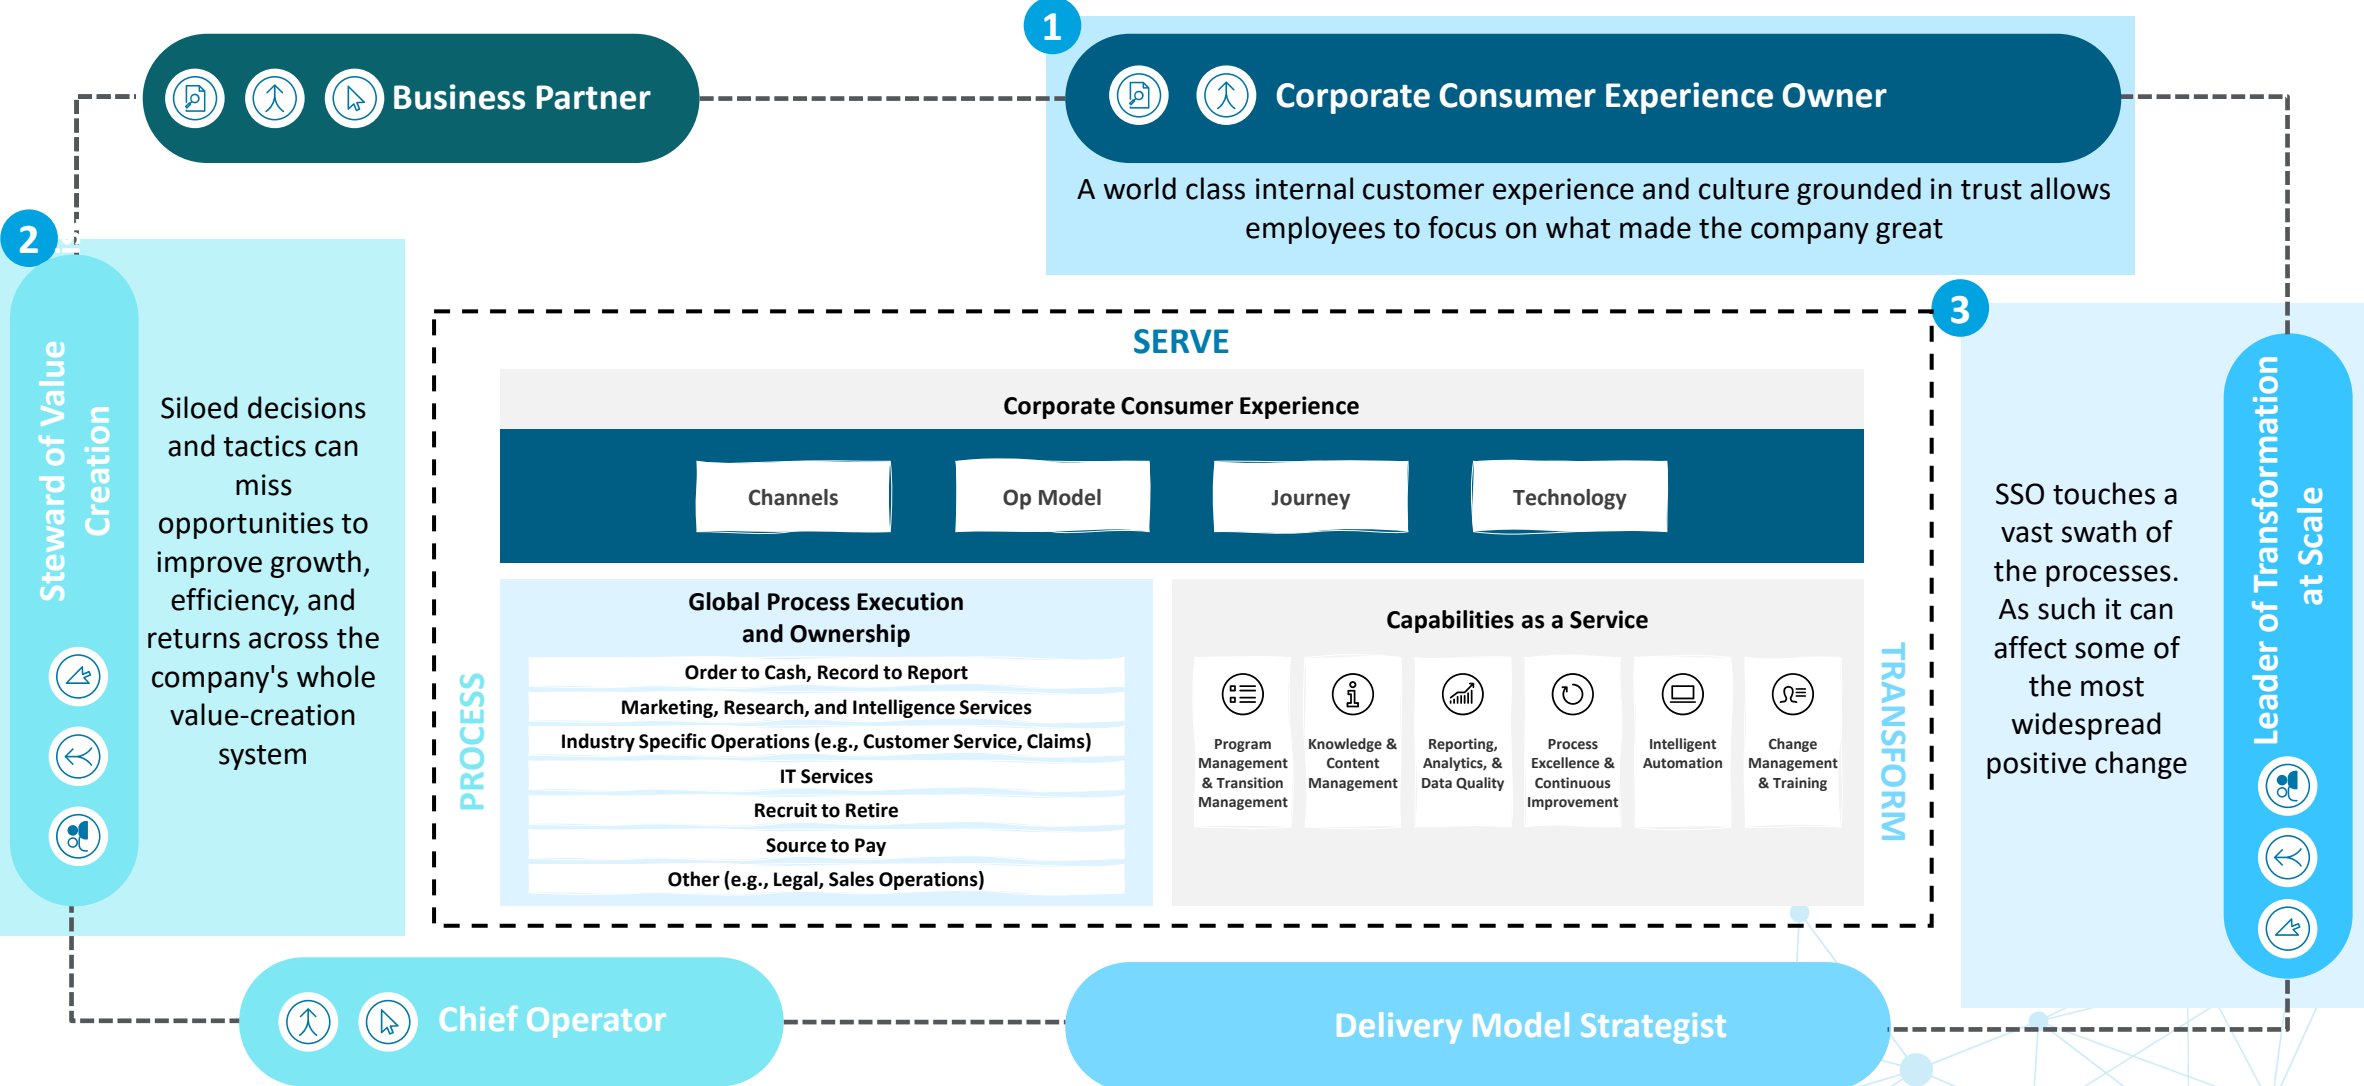 1
Business Partner
Corporate Consumer Experience Owner
A world class internal customer experience and culture grounded in trust allows
employees to focus on what made the company great
2
Steward of Value
Creation
Siloed decisions
and tactics can
miss
opportunities to
improve growth,
efficiency, and
returns across the
company's whole
value-creation
system
SERVE
Corporate Consumer Experience
Channels
Op Model
Journey
Technology
PROCESS
Global Process Execution
and Ownership
Order to Cash, Record to Report
Marketing, Research, and Intelligence Services
Industry Specific Operations (e.g., Customer Service, Claims)
IT Services
Recruit to Retire
Source to Pay
Other (e.g., Legal, Sales Operations)
Capabilities as a Service
Program
Management
& Transition
Management
Knowledge &
Content
Management
Reporting,
Analytics, &
Data Quality
Process
Excellence &
Continuous
Improvement
Intelligent
Automation
Change
Management
& Training
TRANSFORM
3
SSO touches a
vast swath of
the processes.
As such it can
affect some of
the most
widespread
positive change
Leader of Transformation
at Scale
Chief Operator
Delivery Model Strategist